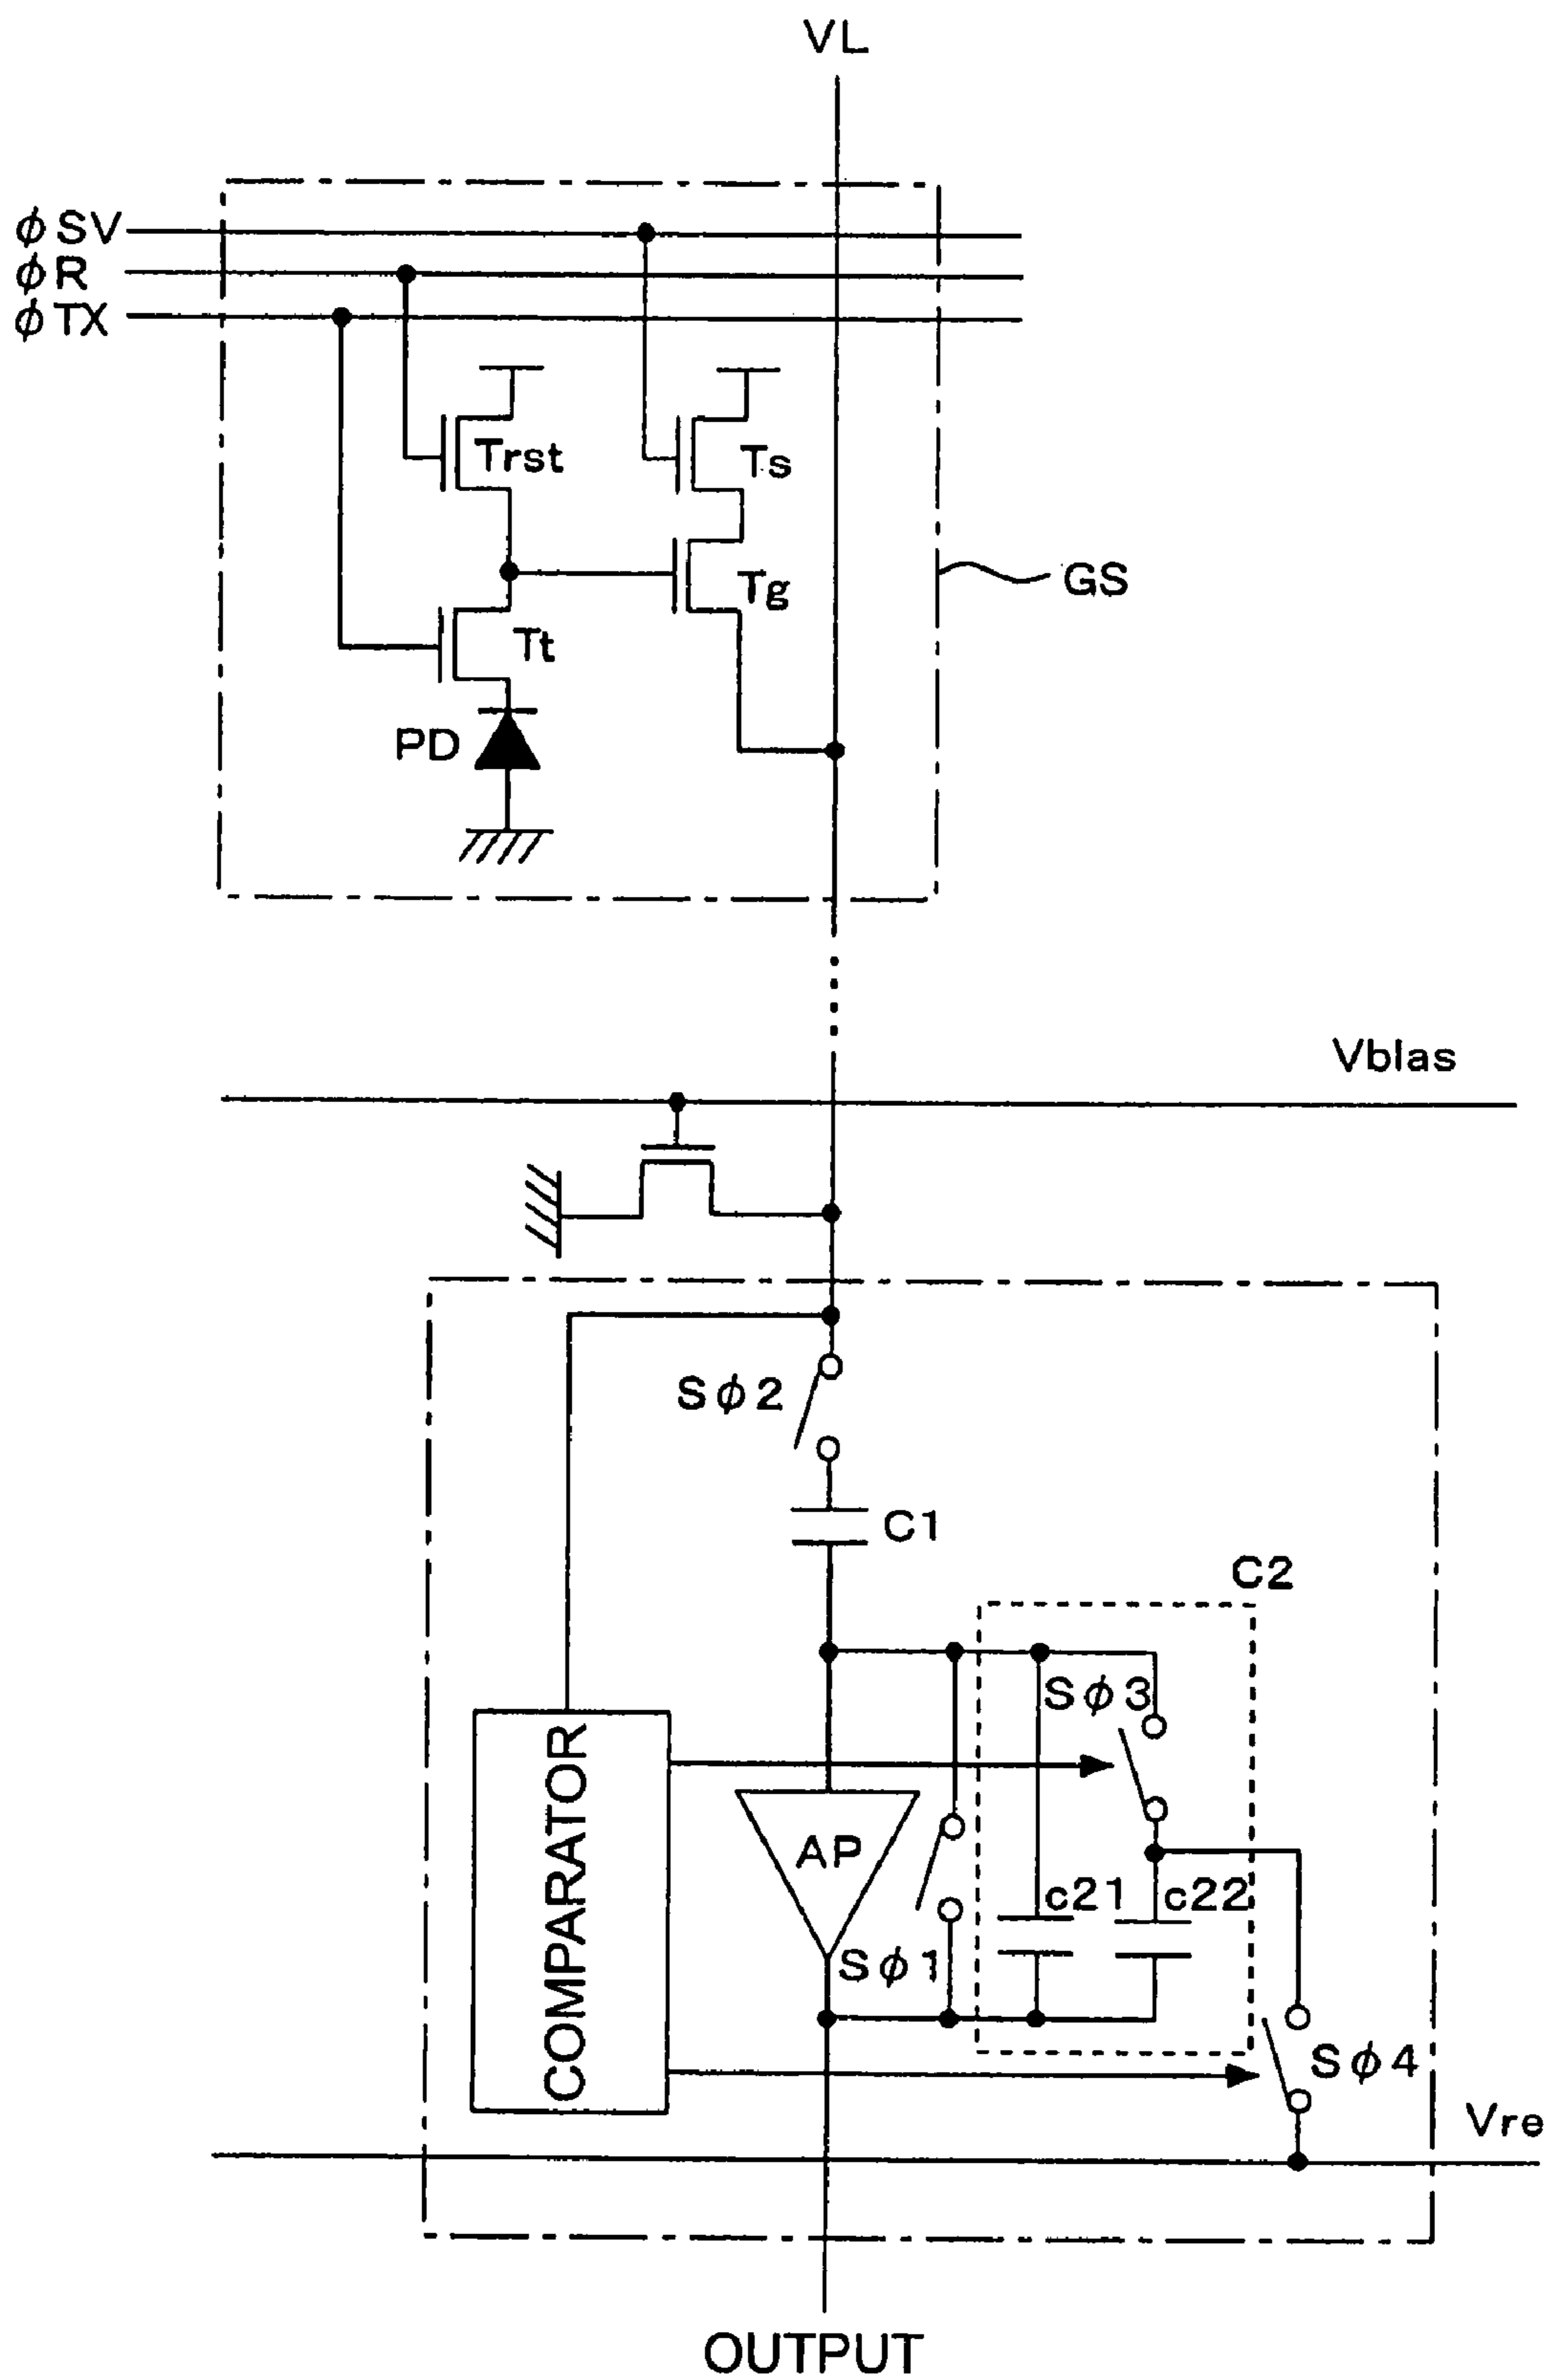 VL
ϕSV
ϕR
ϕTX
Trst
Ts
Tg
GS
Tt
PD
Vbias
Sϕ2
C1
C2
Sϕ3
COMPARATOR
AP
c21
c22
Sϕ1
Sϕ4
Vre
OUTPUT